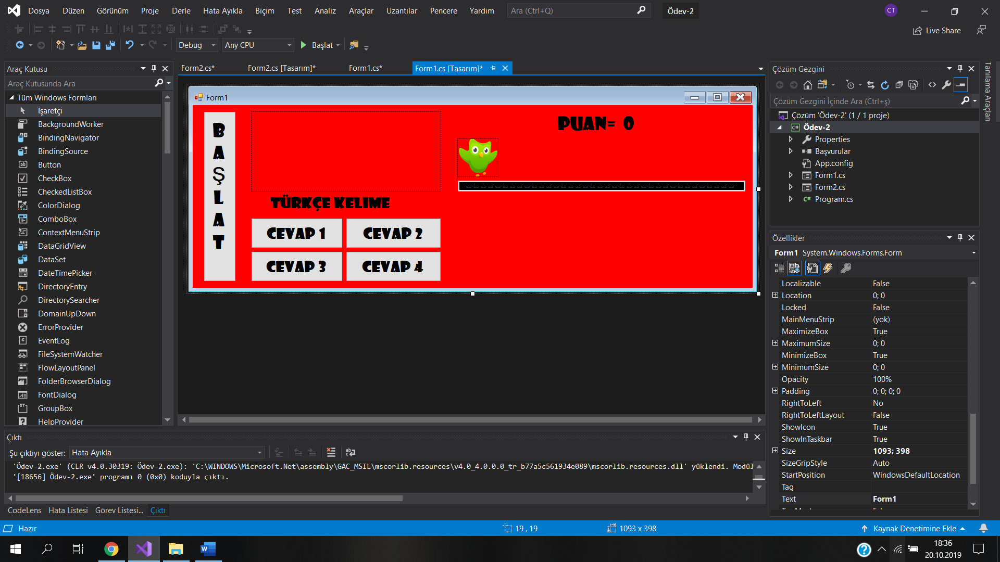 Dosya Düzen Görünüm Proje Derle Hata Ayıkla Biçim Test Analiz Araçlar Uzantılar Pencere Yardım Ara (Ctrl+Q) Ödev-2 CT
Live Share
Debug Any CPU Başlat
Araç Kutusu
Araç Kutusunda Ara
Tüm Windows Formları
İşaretçi
BackgroundWorker
BindingNavigator
BindingSource
Button
CheckBox
CheckedListBox
ColorDialog
ComboBox
ContextMenuStrip
DataGridView
DataSet
DateTimePicker
DirectoryEntry
DirectorySearcher
DomainUpDown
ErrorProvider
EventLog
FileSystemWatcher
FlowLayoutPanel
FolderBrowserDialog
FontDialog
GroupBox
HelpProvider
Form2.cs* Form2.cs [Tasarım]* Form1.cs* Form1.cs [Tasarım]*
Form1
B
A
Ş
L
A
T
PUAN= 0
TÜRKÇE KELIME
CEVAP 1 CEVAP 2
CEVAP 3 CEVAP 4
Çözüm Gezgini
Çözüm Gezgini İçinde Ara (Ctrl+ş)
Çözüm 'Ödev-2' (1 / 1 proje)
C# Ödev-2
Properties
Başvurular
App.config
Form1.cs
Form2.cs
C# Program.cs
Tanılama Araçları
Özellikler
Form1 System.Windows.Forms.Form
Localizable False
Location 0; 0
Locked False
MainMenuStrip (yok)
MaximizeBox True
MaximumSize 0; 0
MinimizeBox True
MinimumSize 0; 0
Opacity 100%
Padding 0; 0; 0; 0
RightToLeft No
RightToLeftLayout False
ShowIcon True
ShowInTaskbar True
Size 1093; 398
SizeGripStyle Auto
StartPosition WindowsDefaultLocation
Tag
Text Form1
Çıktı
Şu çıktıyı göster: Hata Ayıkla
'Ödev-2.exe' (CLR v4.0.30319: Ödev-2.exe): 'C:\WINDOWS\Microsoft.Net\assembly\GAC_MSIL\mscorlib.resources\v4.0_4.0.0.0_tr_b77a5c561934e089\mscorlib.resources.dll' yüklendi. Modül
'[18656] Ödev-2.exe' programı 0 (0x0) koduyla çıktı.
CodeLens Hata Listesi Görev Listesi... Çıktı
Hazır 19 , 19 1093 x 398 Kaynak Denetimine Ekle
18:36
20.10.2019